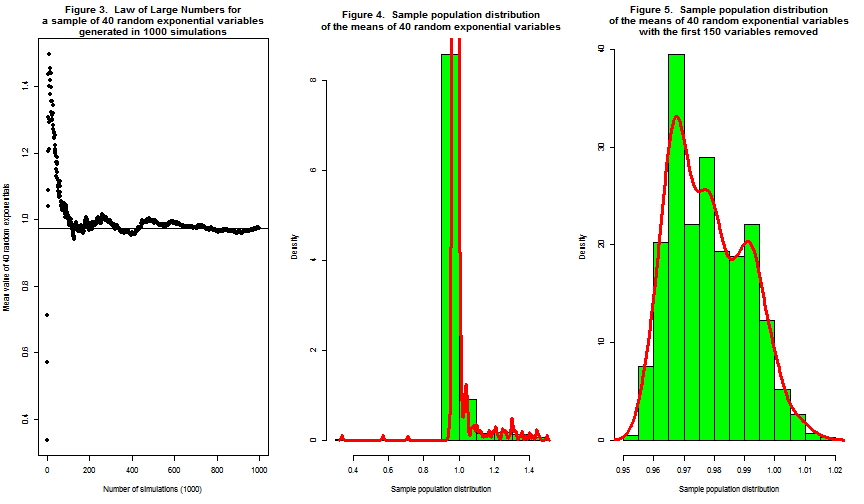 Figure 3. Law of Large Numbers for
a sample of 40 random exponential variables
generated in 1000 simulations
Mean value of 40 random exponentials
1.4
1.2
1.0
0.8
0.6
0.4
0
200
400
600
800
1000
Number of simulations (1000)
Figure 4. Sample population distribution
of the means of 40 random exponential variables
Density
8
6
4
2
0
0.4
0.6
0.8
1.0
1.2
1.4
Sample population distribution
Figure 5. Sample population distribution
of the means of 40 random exponential variables
with the first 150 variables removed
Density
40
30
20
10
0
0.95
0.96
0.97
0.98
0.99
1.00
1.01
1.02
Sample population distribution